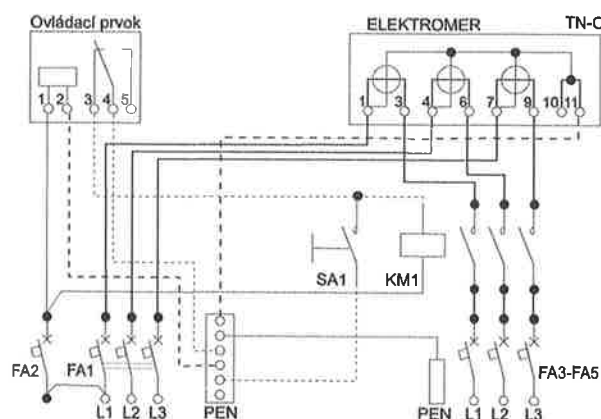 Ovládací prvok
ELEKTROMER
TN-C
1 2 3 4 5
1 3 4 6 7 9 10 11
SA1
KM1
FA2
FA1
FA3-FA5
L1 L2 L3
PEN
PEN
L1 L2 L3